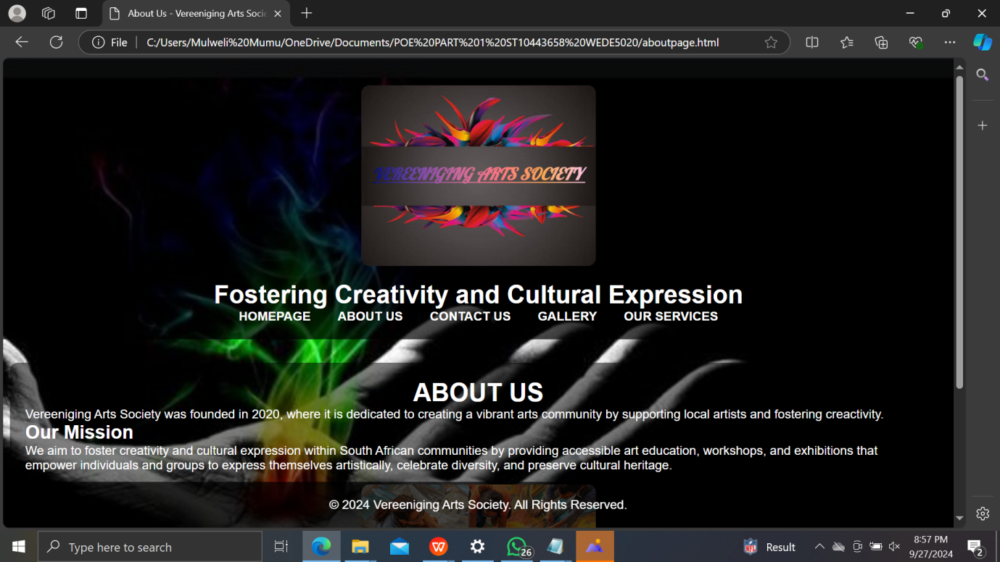 About Us - Vereeniging Arts Socie
File
C:/Users/Mulweli%20Mumu/OneDrive/Documents/POE%20PART%201%20ST10443658%20WEDE5020/aboutpage.html
VEREENIGING ARTS SOCIETY
Fostering Creativity and Cultural Expression
HOMEPAGE ABOUT US CONTACT US GALLERY OUR SERVICES
ABOUT US
Vereeniging Arts Society was founded in 2020, where it is dedicated to creating a vibrant arts community by supporting local artists and fostering creactivity.
Our Mission
We aim to foster creativity and cultural expression within South African communities by providing accessible art education, workshops, and exhibitions that
empower individuals and groups to express themselves artistically, celebrate diversity, and preserve cultural heritage.
© 2024 Vereeniging Arts Society. All Rights Reserved.
Type here to search
W
26
NFL
Result
8:57 PM
9/27/2024
2